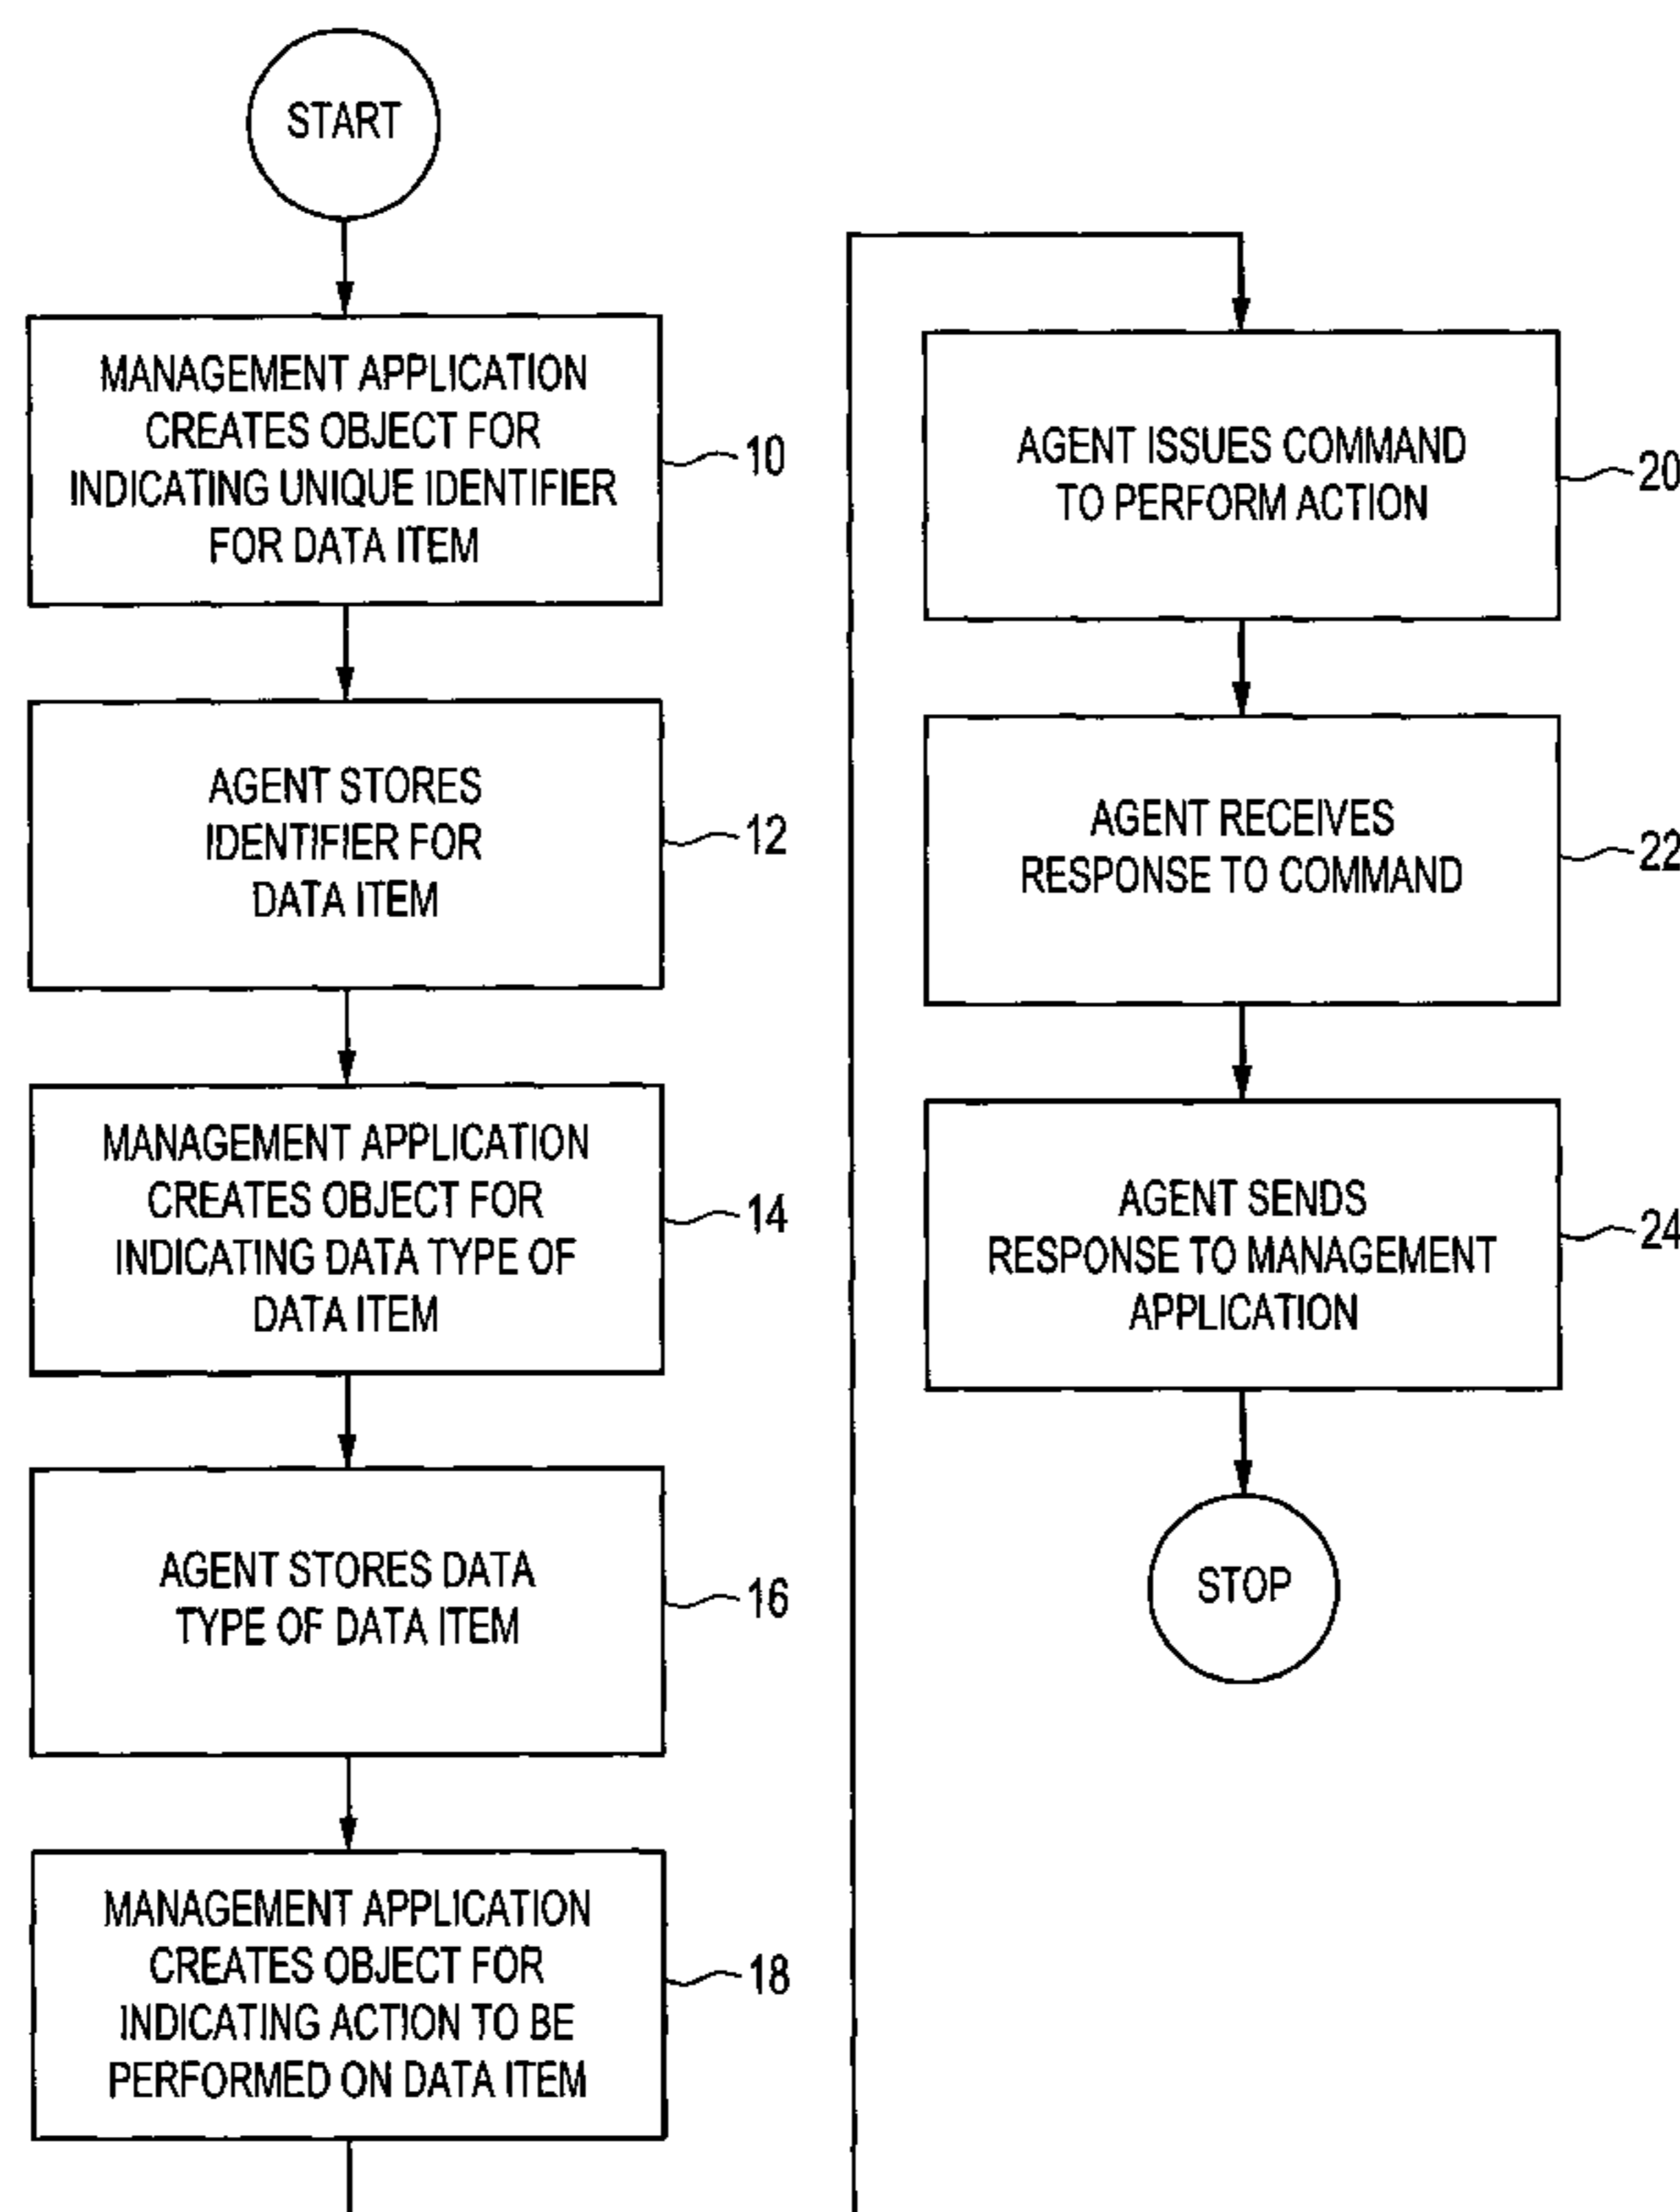 START
MANAGEMENT APPLICATION
CREATES OBJECT FOR
INDICATING UNIQUE IDENTIFIER
FOR DATA ITEM
10
AGENT STORES
IDENTIFIER FOR
DATA ITEM
12
MANAGEMENT APPLICATION
CREATES OBJECT FOR
INDICATING DATA TYPE OF
DATA ITEM
14
AGENT STORES DATA
TYPE OF DATA ITEM
16
MANAGEMENT APPLICATION
CREATES OBJECT FOR
INDICATING ACTION TO BE
PERFORMED ON DATA ITEM
18
AGENT ISSUES COMMAND
TO PERFORM ACTION
20
AGENT RECEIVES
RESPONSE TO COMMAND
22
AGENT SENDS
RESPONSE TO MANAGEMENT
APPLICATION
24
STOP